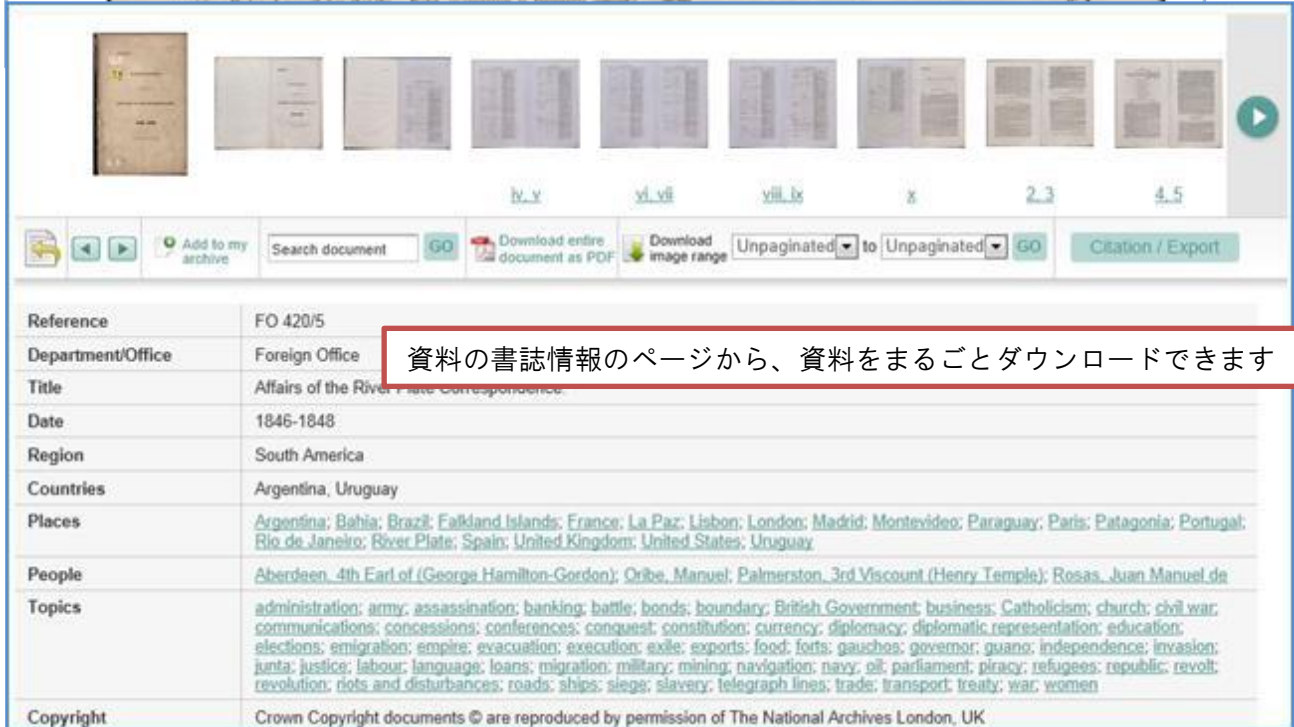 iv, v
vi, vii
viii, ix
x
2, 3
4, 5
Add to my
archive
Search document
GO
Download entire
document as PDF
Download
image range
Unpaginated
to
Unpaginated
GO
Citation / Export
Reference FO 420/5
資料の書誌情報のページから、資料をまるごとダウンロードできます
Department/Office Foreign Office
Title Affairs of the River Plate Correspondence.
Date 1846-1848
Region South America
Countries Argentina, Uruguay
Places Argentina; Bahia; Brazil; Falkland Islands; France; La Paz; Lisbon; London; Madrid; Montevideo; Paraguay; Paris; Patagonia; Portugal;
Rio de Janeiro; River Plate; Spain; United Kingdom; United States; Uruguay
People Aberdeen, 4th Earl of (George Hamilton-Gordon); Oribe, Manuel; Palmerston, 3rd Viscount (Henry Temple); Rosas, Juan Manuel de
Topics administration; army; assassination; banking; battle; bonds; boundary; British Government; business; Catholicism; church; civil war;
communications; concessions; conferences; conquest; constitution; currency; diplomacy; diplomatic representation; education;
elections; emigration; empire; evacuation; execution; exile; exports; food; forts; gauchos; governor; guano; independence; invasion;
junta; justice; labour; language; loans; migration; military; mining; navigation; navy; oil; parliament; piracy; refugees; republic; revolt;
revolution; riots and disturbances; roads; ships; siege; slavery; telegraph lines; trade; transport; treaty; war; women
Copyright Crown Copyright documents © are reproduced by permission of The National Archives London, UK